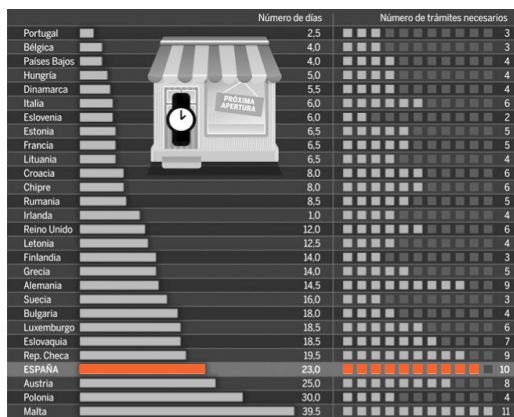 Número de días Número de trámites necesarios
Portugal 2,5 3
Bélgica 4,0 3
Países Bajos 4,0 4
Hungría 5,0 4
Dinamarca 5,5 4
Italia 6,0 6
Eslovenia 6,0 2
Estonia 6,5 5
Francia 6,5 5
Lituania 6,5 4
Croacia 8,0 6
Chipre 8,0 6
Rumania 8,5 5
Irlanda 1,0 4
Reino Unido 12,0 6
Letonia 12,5 4
Finlandia 14,0 3
Grecia 14,0 5
Alemania 14,5 9
Suecia 16,0 3
Bulgaria 18,0 4
Luxemburgo 18,5 6
Eslovaquia 18,5 7
Rep. Checa 19,5 9
ESPAÑA 23,0 10
Austria 25,0 8
Polonia 30,0 4
Malta 39,5 11
PRÓXIMA
APERTURA